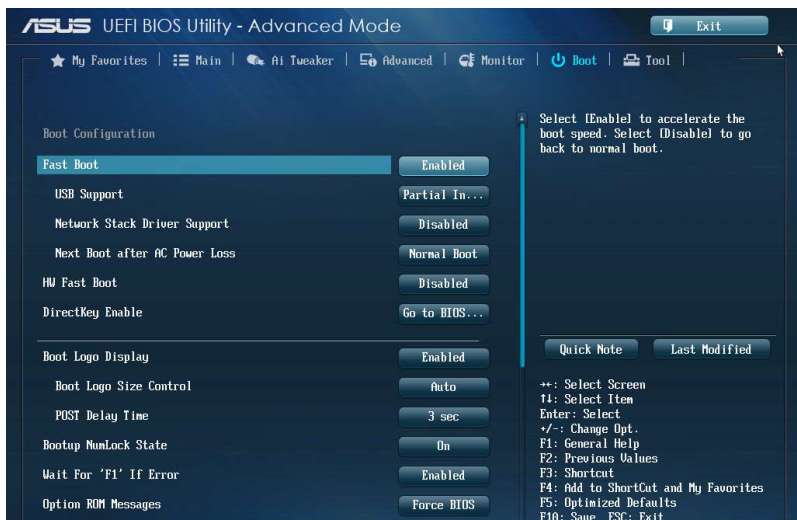 ASUS UEFI BIOS Utility - Advanced Mode
Exit
My Favorites | Main | Ai Tweaker | Advanced | Monitor | Boot | Tool |
Boot Configuration
Fast Boot Enabled
USB Support Partial In...
Network Stack Driver Support Disabled
Next Boot after AC Power Loss Normal Boot
HW Fast Boot Disabled
DirectKey Enable Go to BIOS...
Boot Logo Display Enabled
Boot Logo Size Control Auto
POST Delay Time 3 sec
Bootup NumLock State On
Wait For 'F1' If Error Enabled
Option ROM Messages Force BIOS
Select [Enable] to accelerate the
boot speed. Select [Disable] to go
back to normal boot.
Quick Note Last Modified
→←: Select Screen
↑↓: Select Item
Enter: Select
+/-: Change Opt.
F1: General Help
F2: Previous Values
F3: Shortcut
F4: Add to ShortCut and My Favorites
F5: Optimized Defaults
F10: Save ESC: Exit